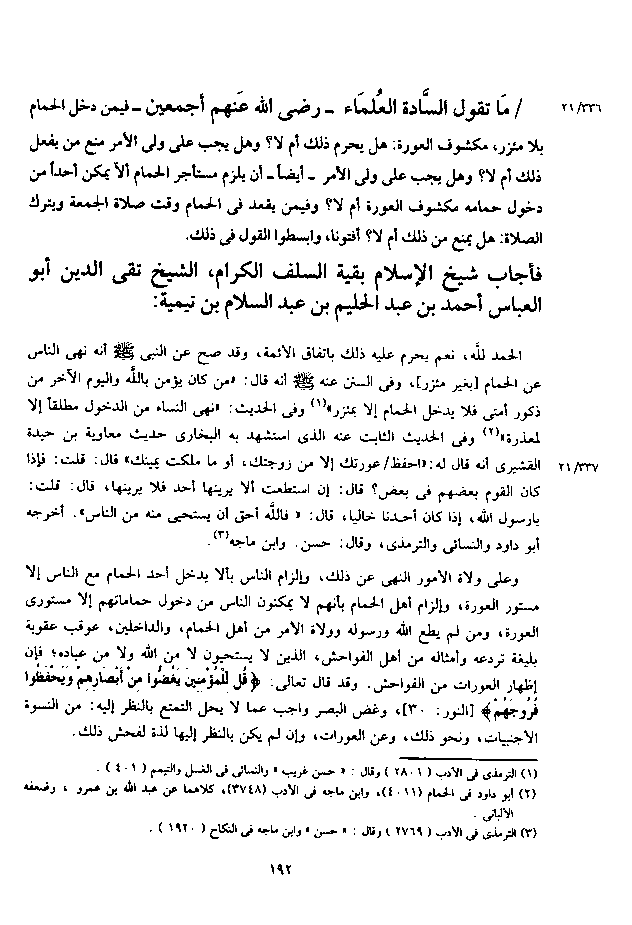 ٢١/٣٣٦ / مَا تقول السَّادة العُلمَاء - رضى الله عَنهم أجمعين - فيمن دخل الحمام
بلا مئزر، مكشوف العورة: هل يحرم ذلك أم لا؟ وهل يجب على ولى الأمر منع من يفعل
ذلك أم لا؟ وهل يجب على ولى الأمر - أيضاً - أن يلزم مستأجر الحمام ألاَّ يمكن أحداً من
دخول حمامه مكشوف العورة أم لا؟ وفيمن يقعد فى الحمام وقت صلاة الجمعة ويترك
الصلاة: هل يمنع من ذلك أم لا؟ أفتونا، وابسطوا القول فى ذلك.
فأجاب شيخ الإسلام بقية السلف الكرام، الشيخ تقى الدين أبو
العباس أحمد بن عبد الحليم بن عبد السلام بن تيمية:
الحمد للَّه، نعم يحرم عليه ذلك باتفاق الأئمة، وقد صح عن النبى ﷺ أنه نهى الناس
عن الحمام [بغير مئزر]، وفى السنن عنه ﷺ أنه قال: «من كان يؤمن باللَّه واليوم الآخر من
ذكور أمتى فلا يدخل الحمام إلا بمئزر»(١) وفى الحديث: «نهى النساء من الدخول مطلقاً إلا
لمعذرة»(٢) وفى الحديث الثابت عنه الذى استشهد به البخارى حديث معاوية بن حيدة
٢١/٣٣٧ القشيرى أنه قال له: «احفظ/عورتك إلا من زوجتك، أو ما ملكت يمينك» قال: قلت: فإذا
كان القوم بعضهم فى بعض؟ قال: إن استطعت ألا يرينها أحد فلا يرينها، قال: قلت:
يارسول الله، إذا كان أحدنا خاليا، قال: « فاللَّه أحق أن يستحيى منه من الناس». أخرجه
أبو داود والنسائى والترمذى، وقال: حسن. وابن ماجه(٣).
وعلى ولاة الأمور النهى عن ذلك، وإلزام الناس بألا يدخل أحد الحمام مع الناس إلا
مستور العورة، وإلزام أهل الحمام بأنهم لا يمكنون الناس من دخول حماماتهم إلا مستورى
العورة، ومن لم يطع الله ورسوله وولاة الأمر من أهل الحمام، والداخلين، عوقب عقوبة
بليغة تردعه وأمثاله من أهل الفواحش، الذين لا يستحيون لا من الله ولا من عباده؛ فإن
إظهار العورات من الفواحش. وقد قال تعالى: ﴿قُل لِّلْمُؤْمِنِينَ يَغُضُّوا مِنْ أَبْصَارِهِمْ وَيَحْفَظُوا
فُرُوجَهُمْ﴾ [النور: ٣٠]، وغض البصر واجب عما لا يحل التمتع بالنظر إليه: من النسوة
الأجنبيات، ونحو ذلك، وعن العورات، وإن لم يكن بالنظر إليها لذة لفحش ذلك.
(١) الترمذى فى الأدب ( ٢٨٠١ ) وقال : « حسن غريب » والنسائى فى الغسل والتيمم ( ٤٠١ ) .
(٢) أبو داود فى الحمام (٤٠١١)، وابن ماجه فى الأدب (٣٧٤٨)، كلاهما عن عبد الله بن عمرو ، وضعفه
الألبانى .
(٣) الترمذى فى الأدب ( ٢٧٦٩ ) وقال : « حسن » وابن ماجه فى النكاح ( ١٩٢٠ ) .
١٩٢